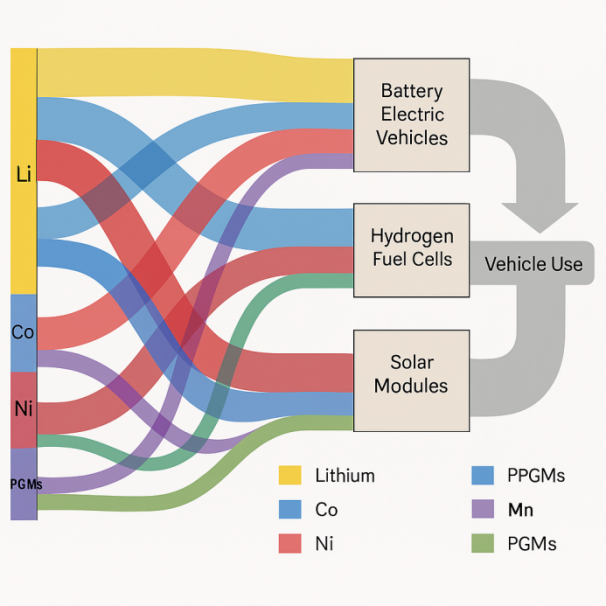 Li
Co
Ni
PGMs
Battery
Electric
Vehicles
Hydrogen
Fuel Cells
Solar
Modules
Vehicle Use
Lithium
Co
Ni
PPGMs
Mn
PGMs